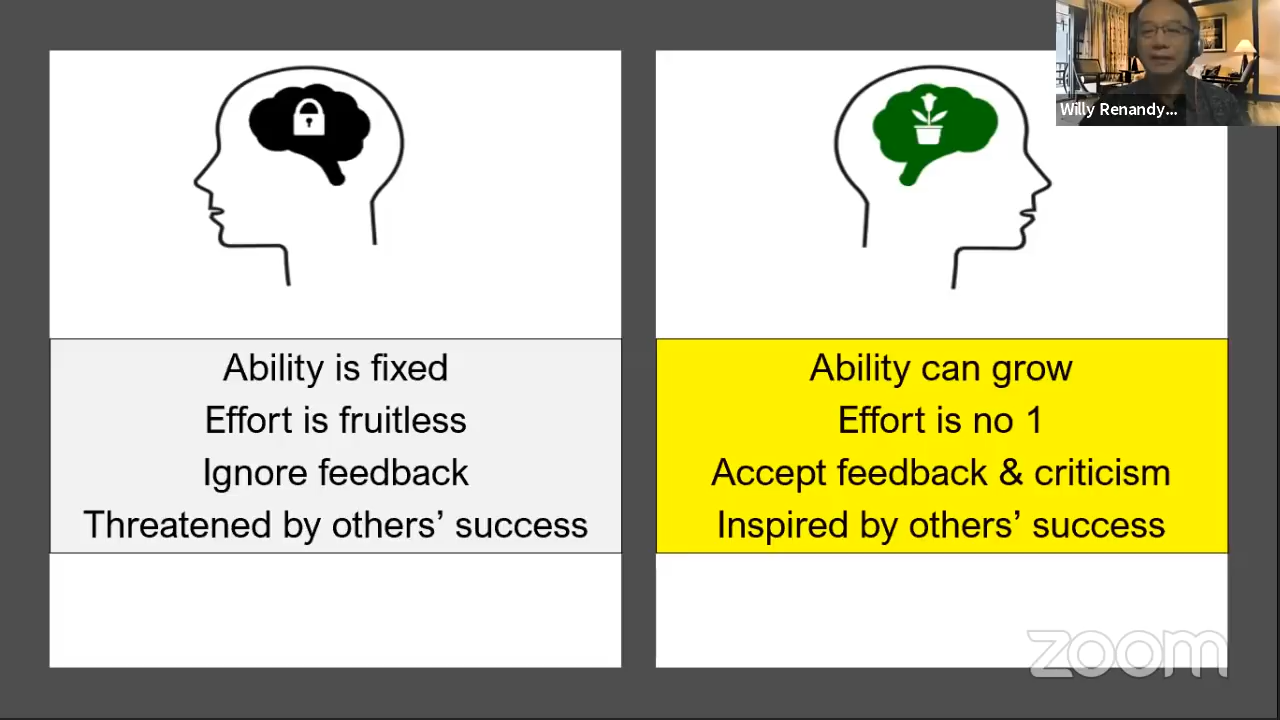 Willy Renandy...
Ability is fixed
Effort is fruitless
Ignore feedback
Threatened by others’ success
Ability can grow
Effort is no 1
Accept feedback & criticism
Inspired by others’ success
zoom